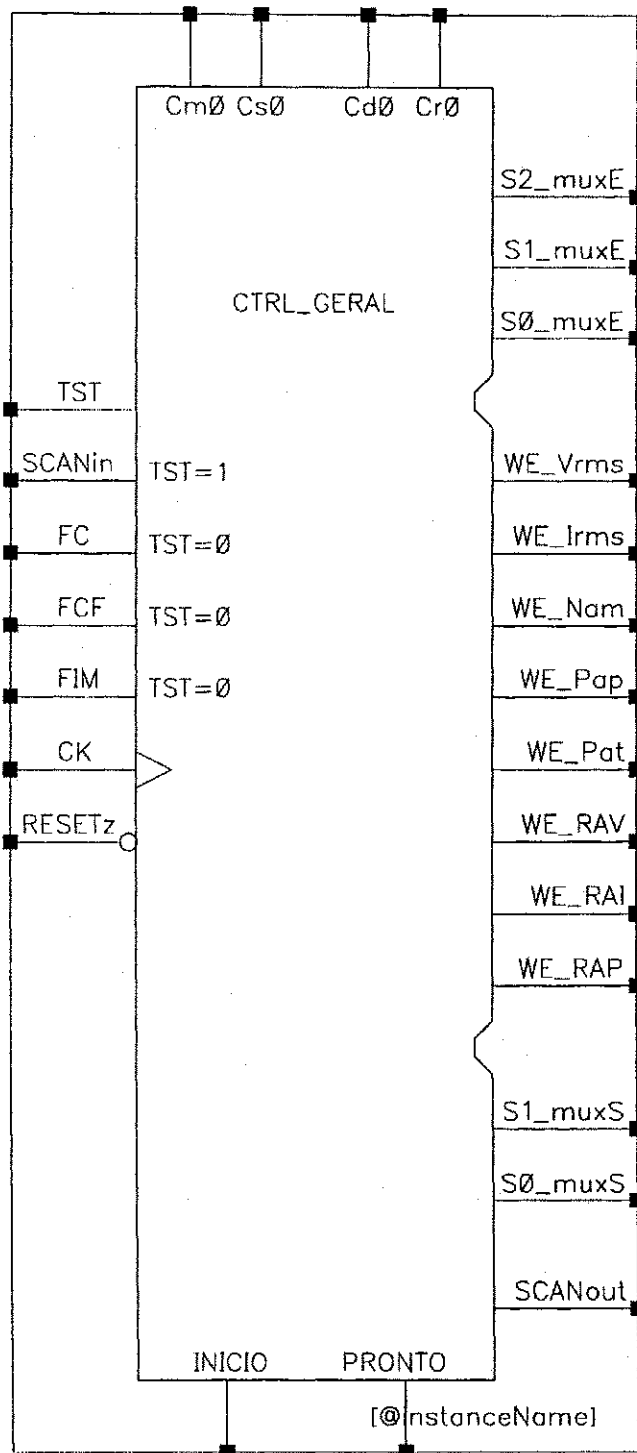 CmØ CsØ CdØ CrØ
S2_muxE
S1_muxE
CTRL_GERAL
SØ_muxE
TST
SCANin TST=1 WE_Vrms
FC TST=Ø WE_Irms
FCF TST=Ø WE_Nam
FIM TST=Ø WE_Pap
CK WE_Pat
RESETz WE_RAV
WE_RAI
WE_RAP
S1_muxS
SØ_muxS
SCANout
INICIO PRONTO
[@instanceName]